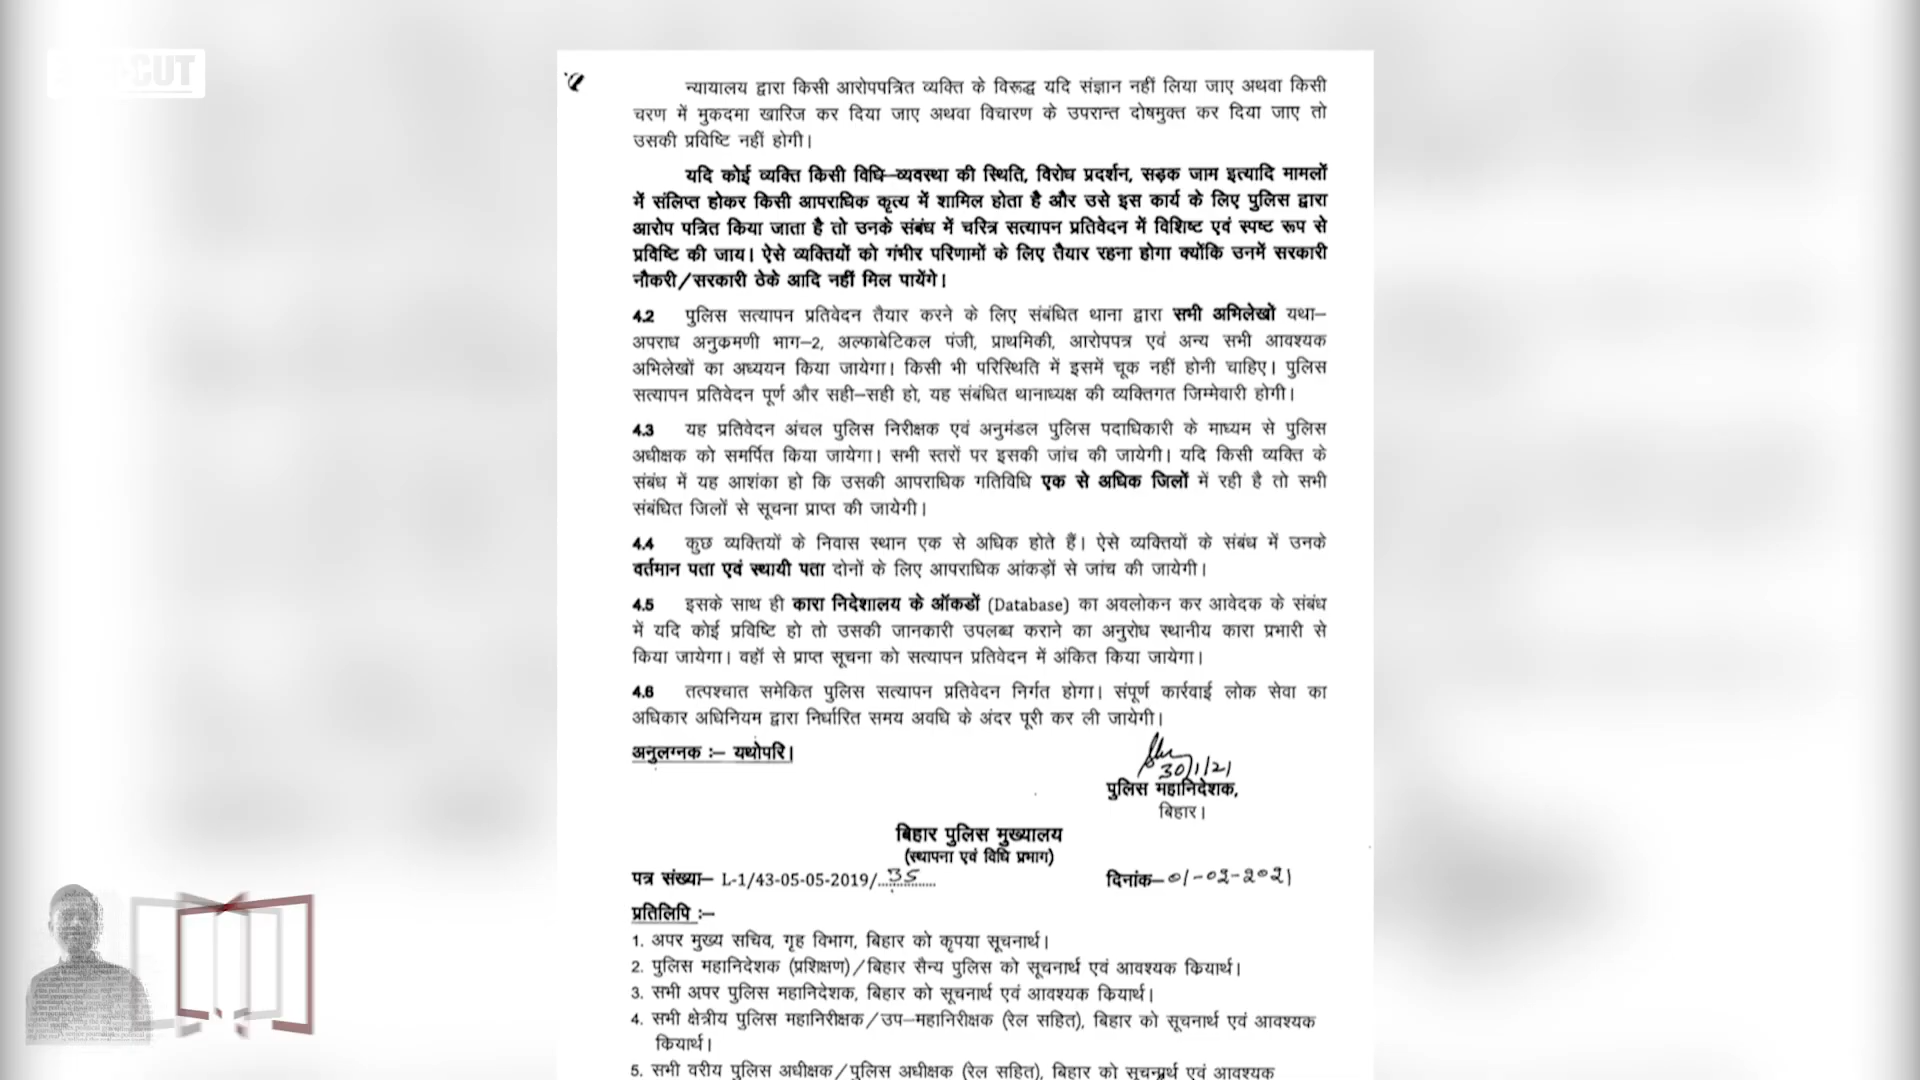 CUT
न्यायालय द्वारा किसी आरोपपत्रित व्यक्ति के विरूद्ध यदि संज्ञान नहीं लिया जाए अथवा किसी
चरण में मुकदमा खारिज कर दिया जाए अथवा विचारण के उपरान्त दोषमुक्त कर दिया जाए तो
उसकी प्रविष्टि नहीं होगी।
यदि कोई व्यक्ति किसी विधि–व्यवस्था की स्थिति, विरोध प्रदर्शन, सड़क जाम इत्यादि मामलों
में संलिप्त होकर किसी आपराधिक कृत्य में शामिल होता है और उसे इस कार्य के लिए पुलिस द्वारा
आरोप पत्रित किया जाता है तो उनके संबंध में चरित्र सत्यापन प्रतिवेदन में विशिष्ट एवं स्पष्ट रूप से
प्रविष्टि की जाय। ऐसे व्यक्तियों को गंभीर परिणामों के लिए तैयार रहना होगा क्योंकि उनमें सरकारी
नौकरी/सरकारी ठेके आदि नहीं मिल पायेंगे।
4.2 पुलिस सत्यापन प्रतिवेदन तैयार करने के लिए संबंधित थाना द्वारा सभी अभिलेखों यथा–
अपराध अनुक्रमणी भाग–2, अल्फाबेटिकल पंजी, प्राथमिकी, आरोपपत्र एवं अन्य सभी आवश्यक
अभिलेखों का अध्ययन किया जायेगा। किसी भी परिस्थिति में इसमें चूक नहीं होनी चाहिए। पुलिस
सत्यापन प्रतिवेदन पूर्ण और सही–सही हो, यह संबंधित थानाध्यक्ष की व्यक्तिगत जिम्मेवारी होगी।
4.3 यह प्रतिवेदन अंचल पुलिस निरीक्षक एवं अनुमंडल पुलिस पदाधिकारी के माध्यम से पुलिस
अधीक्षक को समर्पित किया जायेगा। सभी स्तरों पर इसकी जांच की जायेगी। यदि किसी व्यक्ति के
संबंध में यह आशंका हो कि उसकी आपराधिक गतिविधि एक से अधिक जिलों में रही है तो सभी
संबंधित जिलों से सूचना प्राप्त की जायेगी।
4.4 कुछ व्यक्तियों के निवास स्थान एक से अधिक होते हैं। ऐसे व्यक्तियों के संबंध में उनके
वर्तमान पता एवं स्थायी पता दोनों के लिए आपराधिक आंकड़ों से जांच की जायेगी।
4.5 इसके साथ ही कारा निदेशालय के ऑकडों (Database) का अवलोकन कर आवेदक के संबंध
में यदि कोई प्रविष्टि हो तो उसकी जानकारी उपलब्ध कराने का अनुरोध स्थानीय कारा प्रभारी से
किया जायेगा। वहॉ से प्राप्त सूचना को सत्यापन प्रतिवेदन में अंकित किया जायेगा।
4.6 तत्पश्चात समेकित पुलिस सत्यापन प्रतिवेदन निर्गत होगा। संपूर्ण कार्रवाई लोक सेवा का
अधिकार अधिनियम द्वारा निर्धारित समय अवधि के अंदर पूरी कर ली जायेगी।
अनुलग्नक :– यथोपरि।
30/1/21
पुलिस महानिदेशक,
बिहार।
बिहार पुलिस मुख्यालय
(स्थापना एवं विधि प्रभाग)
पत्र संख्या– L-1/43-05-05-2019/...35... दिनांक–01-02-2021
प्रतिलिपि :–
1. अपर मुख्य सचिव, गृह विभाग, बिहार को कृपया सूचनार्थ।
2. पुलिस महानिदेशक (प्रशिक्षण)/बिहार सैन्य पुलिस को सूचनार्थ एवं आवश्यक कियार्थ।
3. सभी अपर पुलिस महानिदेशक, बिहार को सूचनार्थ एवं आवश्यक कियार्थ।
4. सभी क्षेत्रीय पुलिस महानिरीक्षक/उप–महानिरीक्षक (रेल सहित), बिहार को सूचनार्थ एवं आवश्यक
कियार्थ।
5. सभी वरीय पुलिस अधीक्षक/पुलिस अधीक्षक (रेल सहित), बिहार को सूचनार्थ एवं आवश्यक